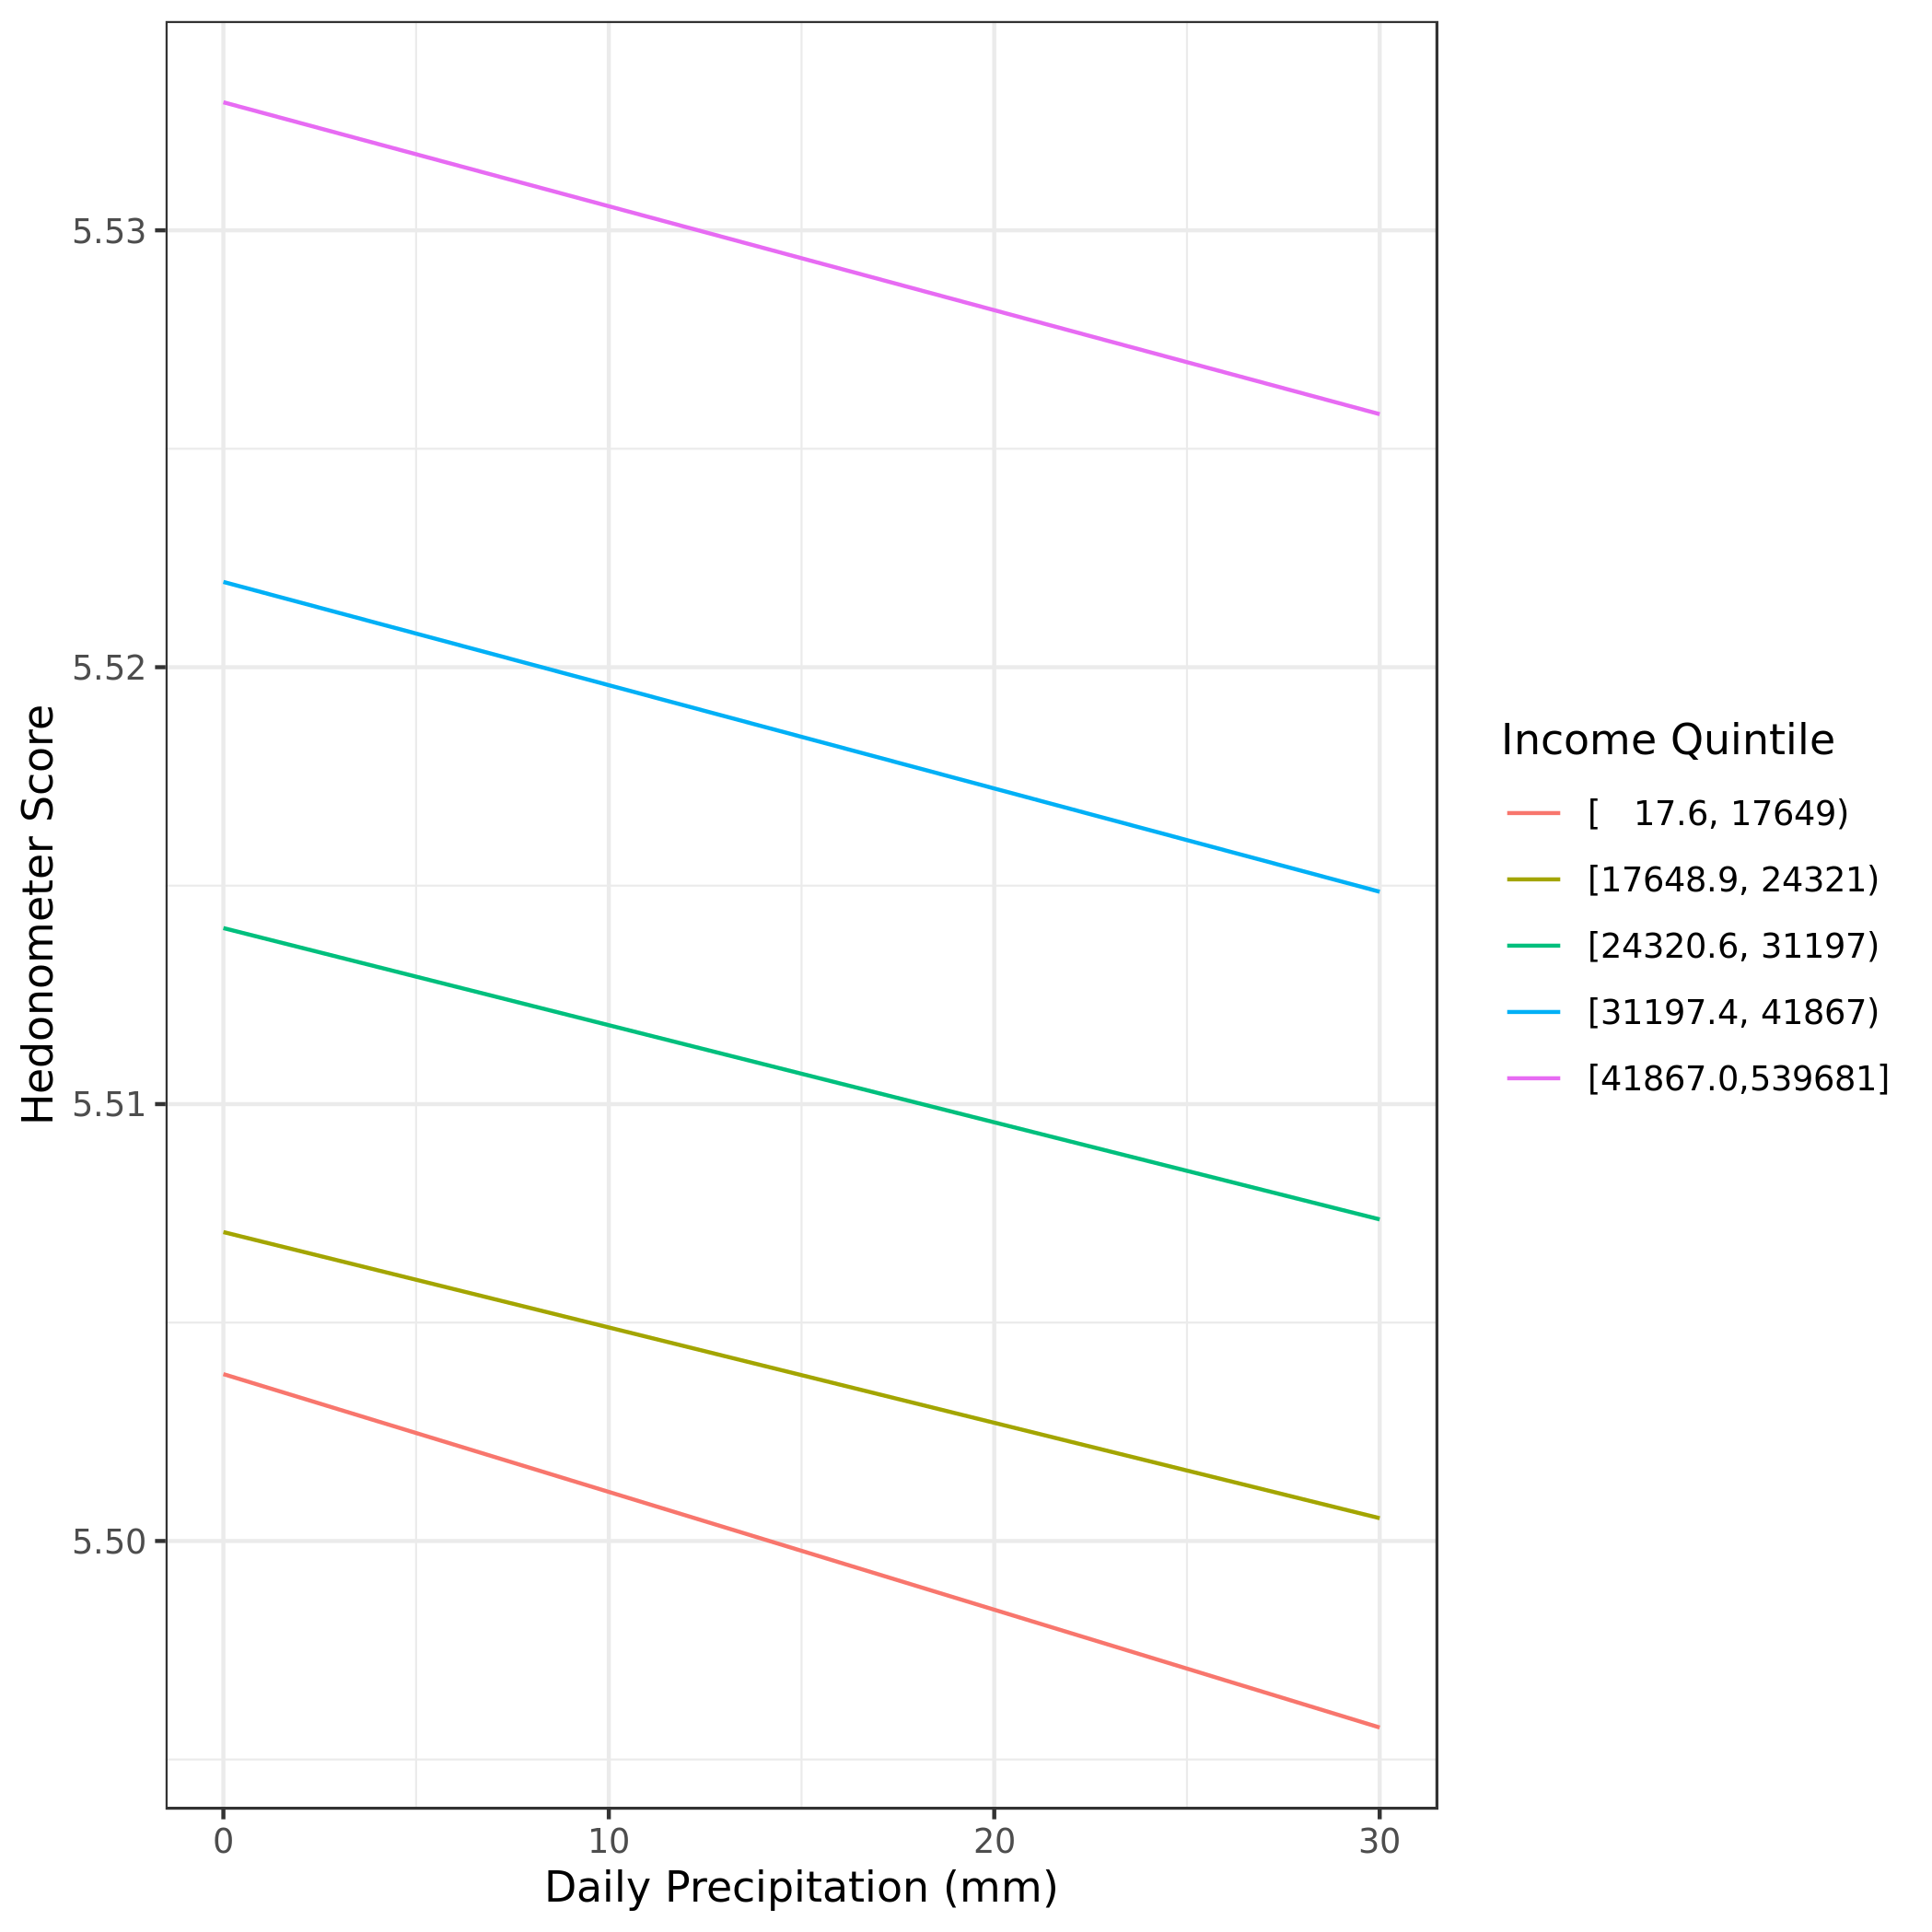 5.53
5.52
5.51
5.50
Hedonometer Score
0 10 20 30
Daily Precipitation (mm)
Income Quintile
[   17.6, 17649)
[17648.9, 24321)
[24320.6, 31197)
[31197.4, 41867)
[41867.0,539681]